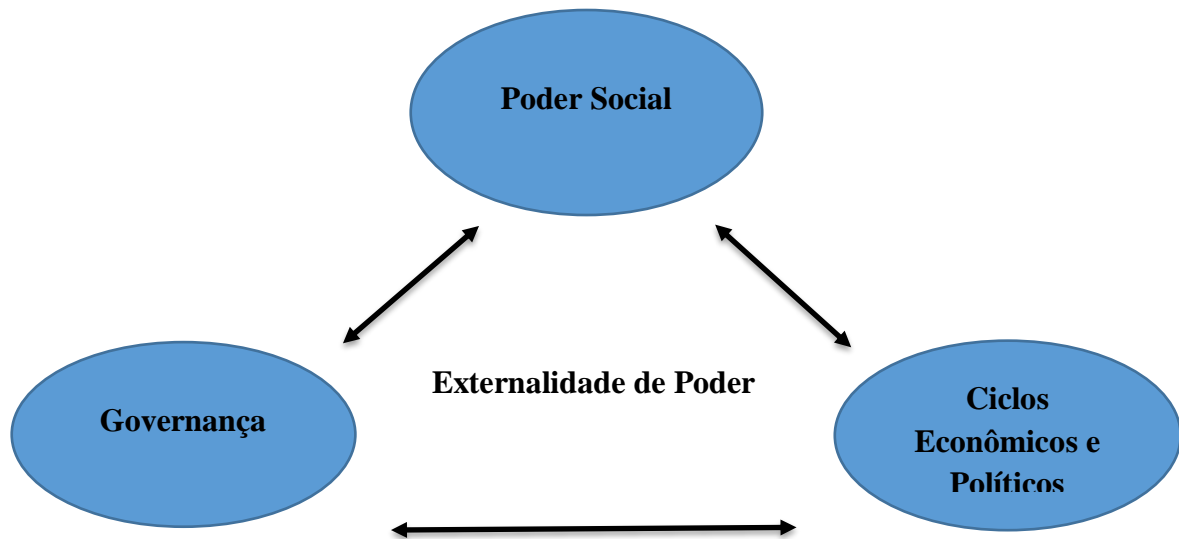 Poder Social
Externalidade de Poder
Governança
Ciclos
Econômicos e
Políticos